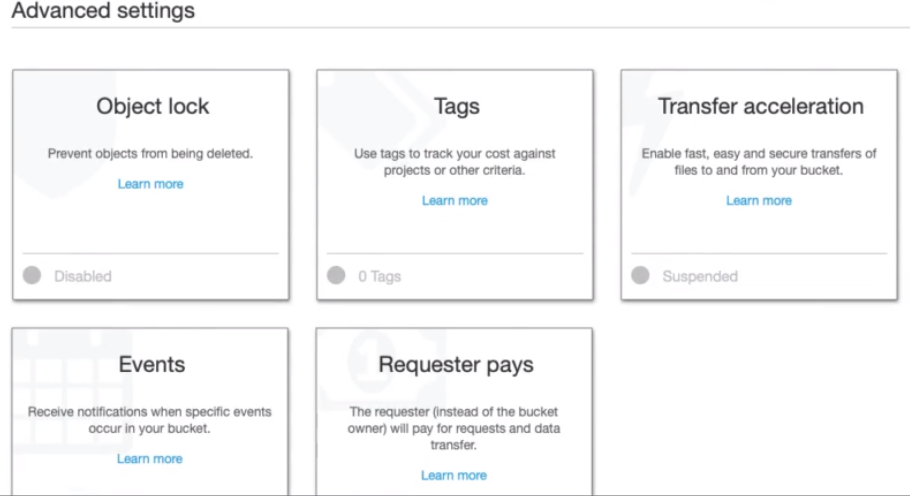 Advanced settings
Object lock
Prevent objects from being deleted.
Learn more
Disabled
Tags
Use tags to track your cost against
projects or other criteria.
Learn more
0 Tags
Transfer acceleration
Enable fast, easy and secure transfers of
files to and from your bucket.
Learn more
Suspended
Events
Receive notifications when specific events
occur in your bucket.
Learn more
Requester pays
The requester (instead of the bucket
owner) will pay for requests and data
transfer.
Learn more